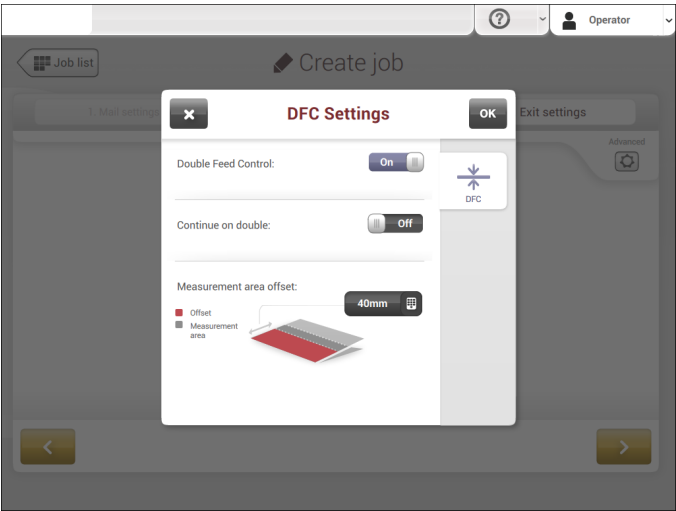 Operator
Job list
Create job
1. Mail settings
Exit settings
Advanced
DFC Settings
OK
Double Feed Control:
On
DFC
Continue on double:
Off
Measurement area offset:
40mm
Offset
Measurement
area